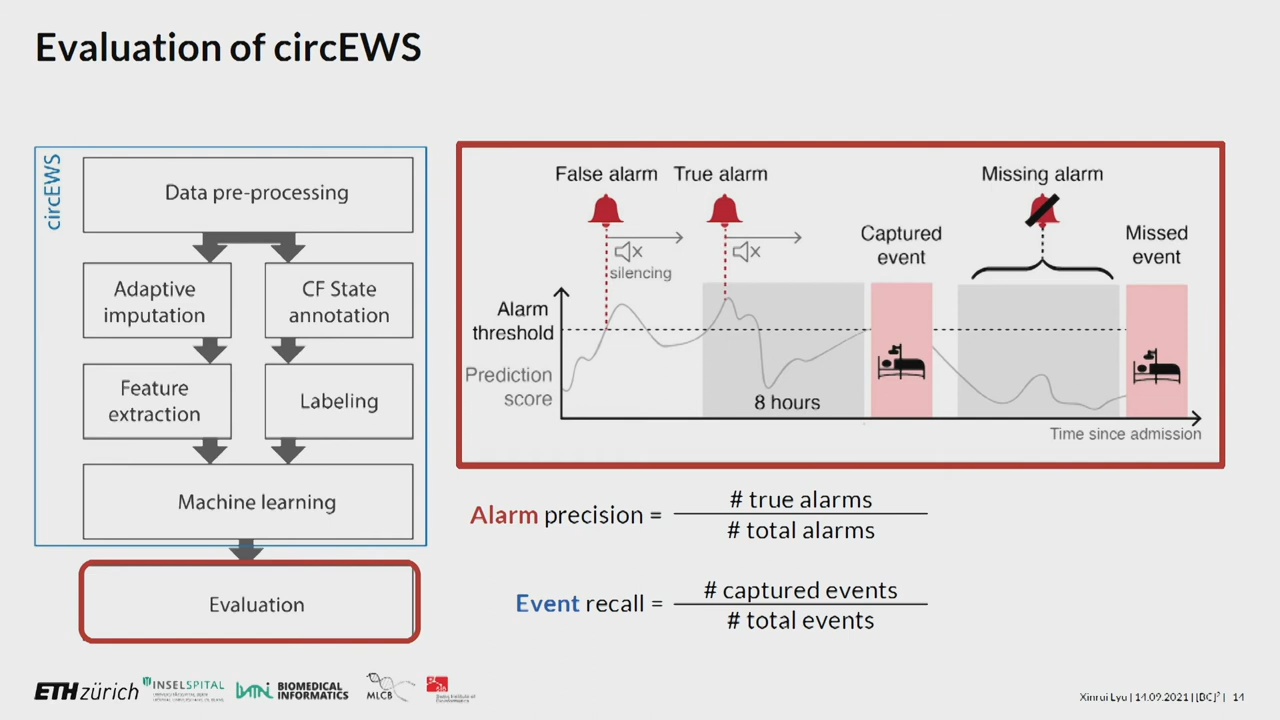 Evaluation of circEWS
circEWS
Data pre-processing
Adaptive
imputation
CF State
annotation
Feature
extraction
Labeling
Machine learning
Evaluation
False alarm
True alarm
silencing
Captured
event
Missing alarm
Missed
event
Alarm
threshold
Prediction
score
8 hours
Time since admission
Alarm precision =
# true alarms
# total alarms
Event recall =
# captured events
# total events
ETH zürich
INSELSPITAL
BIOMEDICAL
INFORMATICS
MLCB
Xinrui Lyu | 14.09.2021 | [BC]² | 14